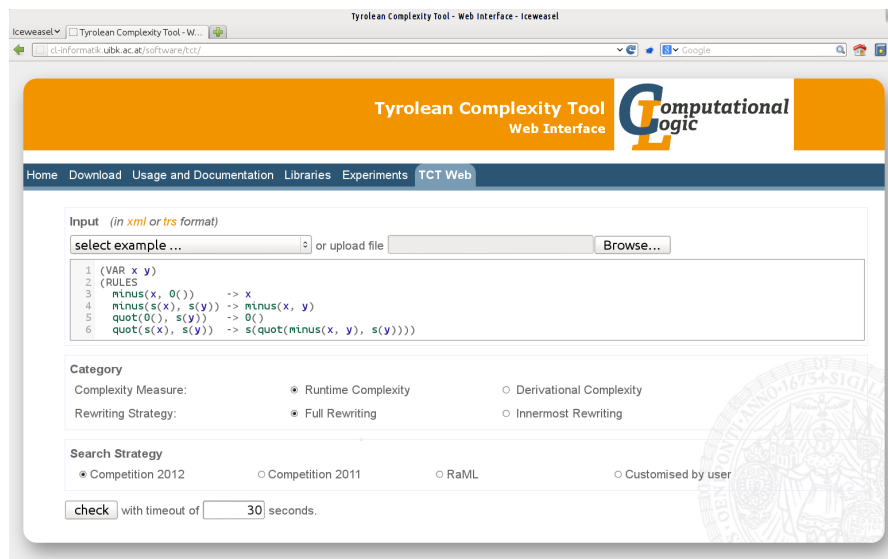 Tyrolean Complexity Tool - Web Interface - Iceweasel
Iceweasel Tyrolean Complexity Tool - W...
cl-informatik.uibk.ac.at/software/tct/ Google
Tyrolean Complexity Tool
Web Interface
Computational
Logic
Home Download Usage and Documentation Libraries Experiments TCT Web
Input (in xml or trs format)
select example ... or upload file Browse...
1 (VAR x y)
2 (RULES
3 minus(x, 0()) -> x
4 minus(s(x), s(y)) -> minus(x, y)
5 quot(0(), s(y)) -> 0()
6 quot(s(x), s(y)) -> s(quot(minus(x, y), s(y))))
Category
Complexity Measure: Runtime Complexity Derivational Complexity
Rewriting Strategy: Full Rewriting Innermost Rewriting
Search Strategy
Competition 2012 Competition 2011 RaML Customised by user
check with timeout of 30 seconds.